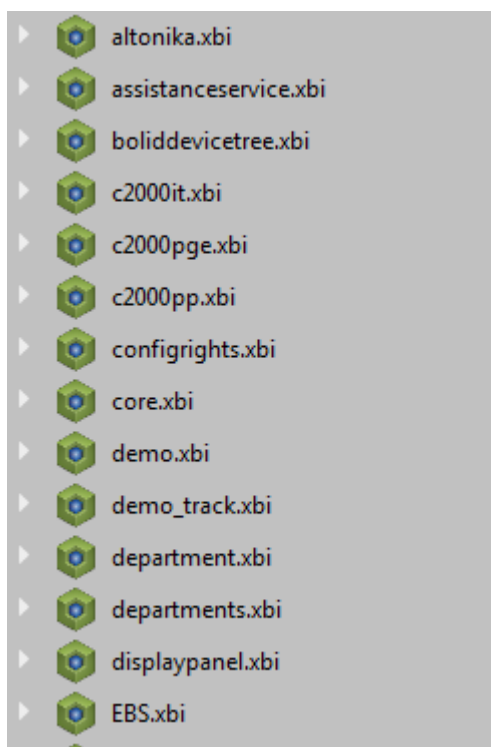 altonika.xbi
assistanceservice.xbi
boliddevicetree.xbi
c2000it.xbi
c2000pge.xbi
c2000pp.xbi
configrights.xbi
core.xbi
demo.xbi
demo_track.xbi
department.xbi
departments.xbi
displaypanel.xbi
EBS.xbi